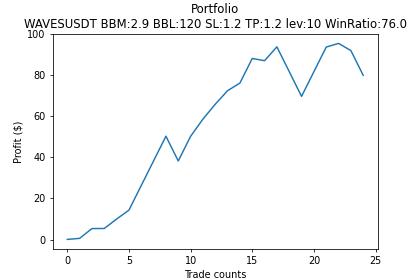 Portfolio
WAVESUSDT BBM:2.9 BBL:120 SL:1.2 TP:1.2 lev:10 WinRatio:76.0
100
80
60
40
20
0
Profit ($)
0 5 10 15 20 25
Trade counts